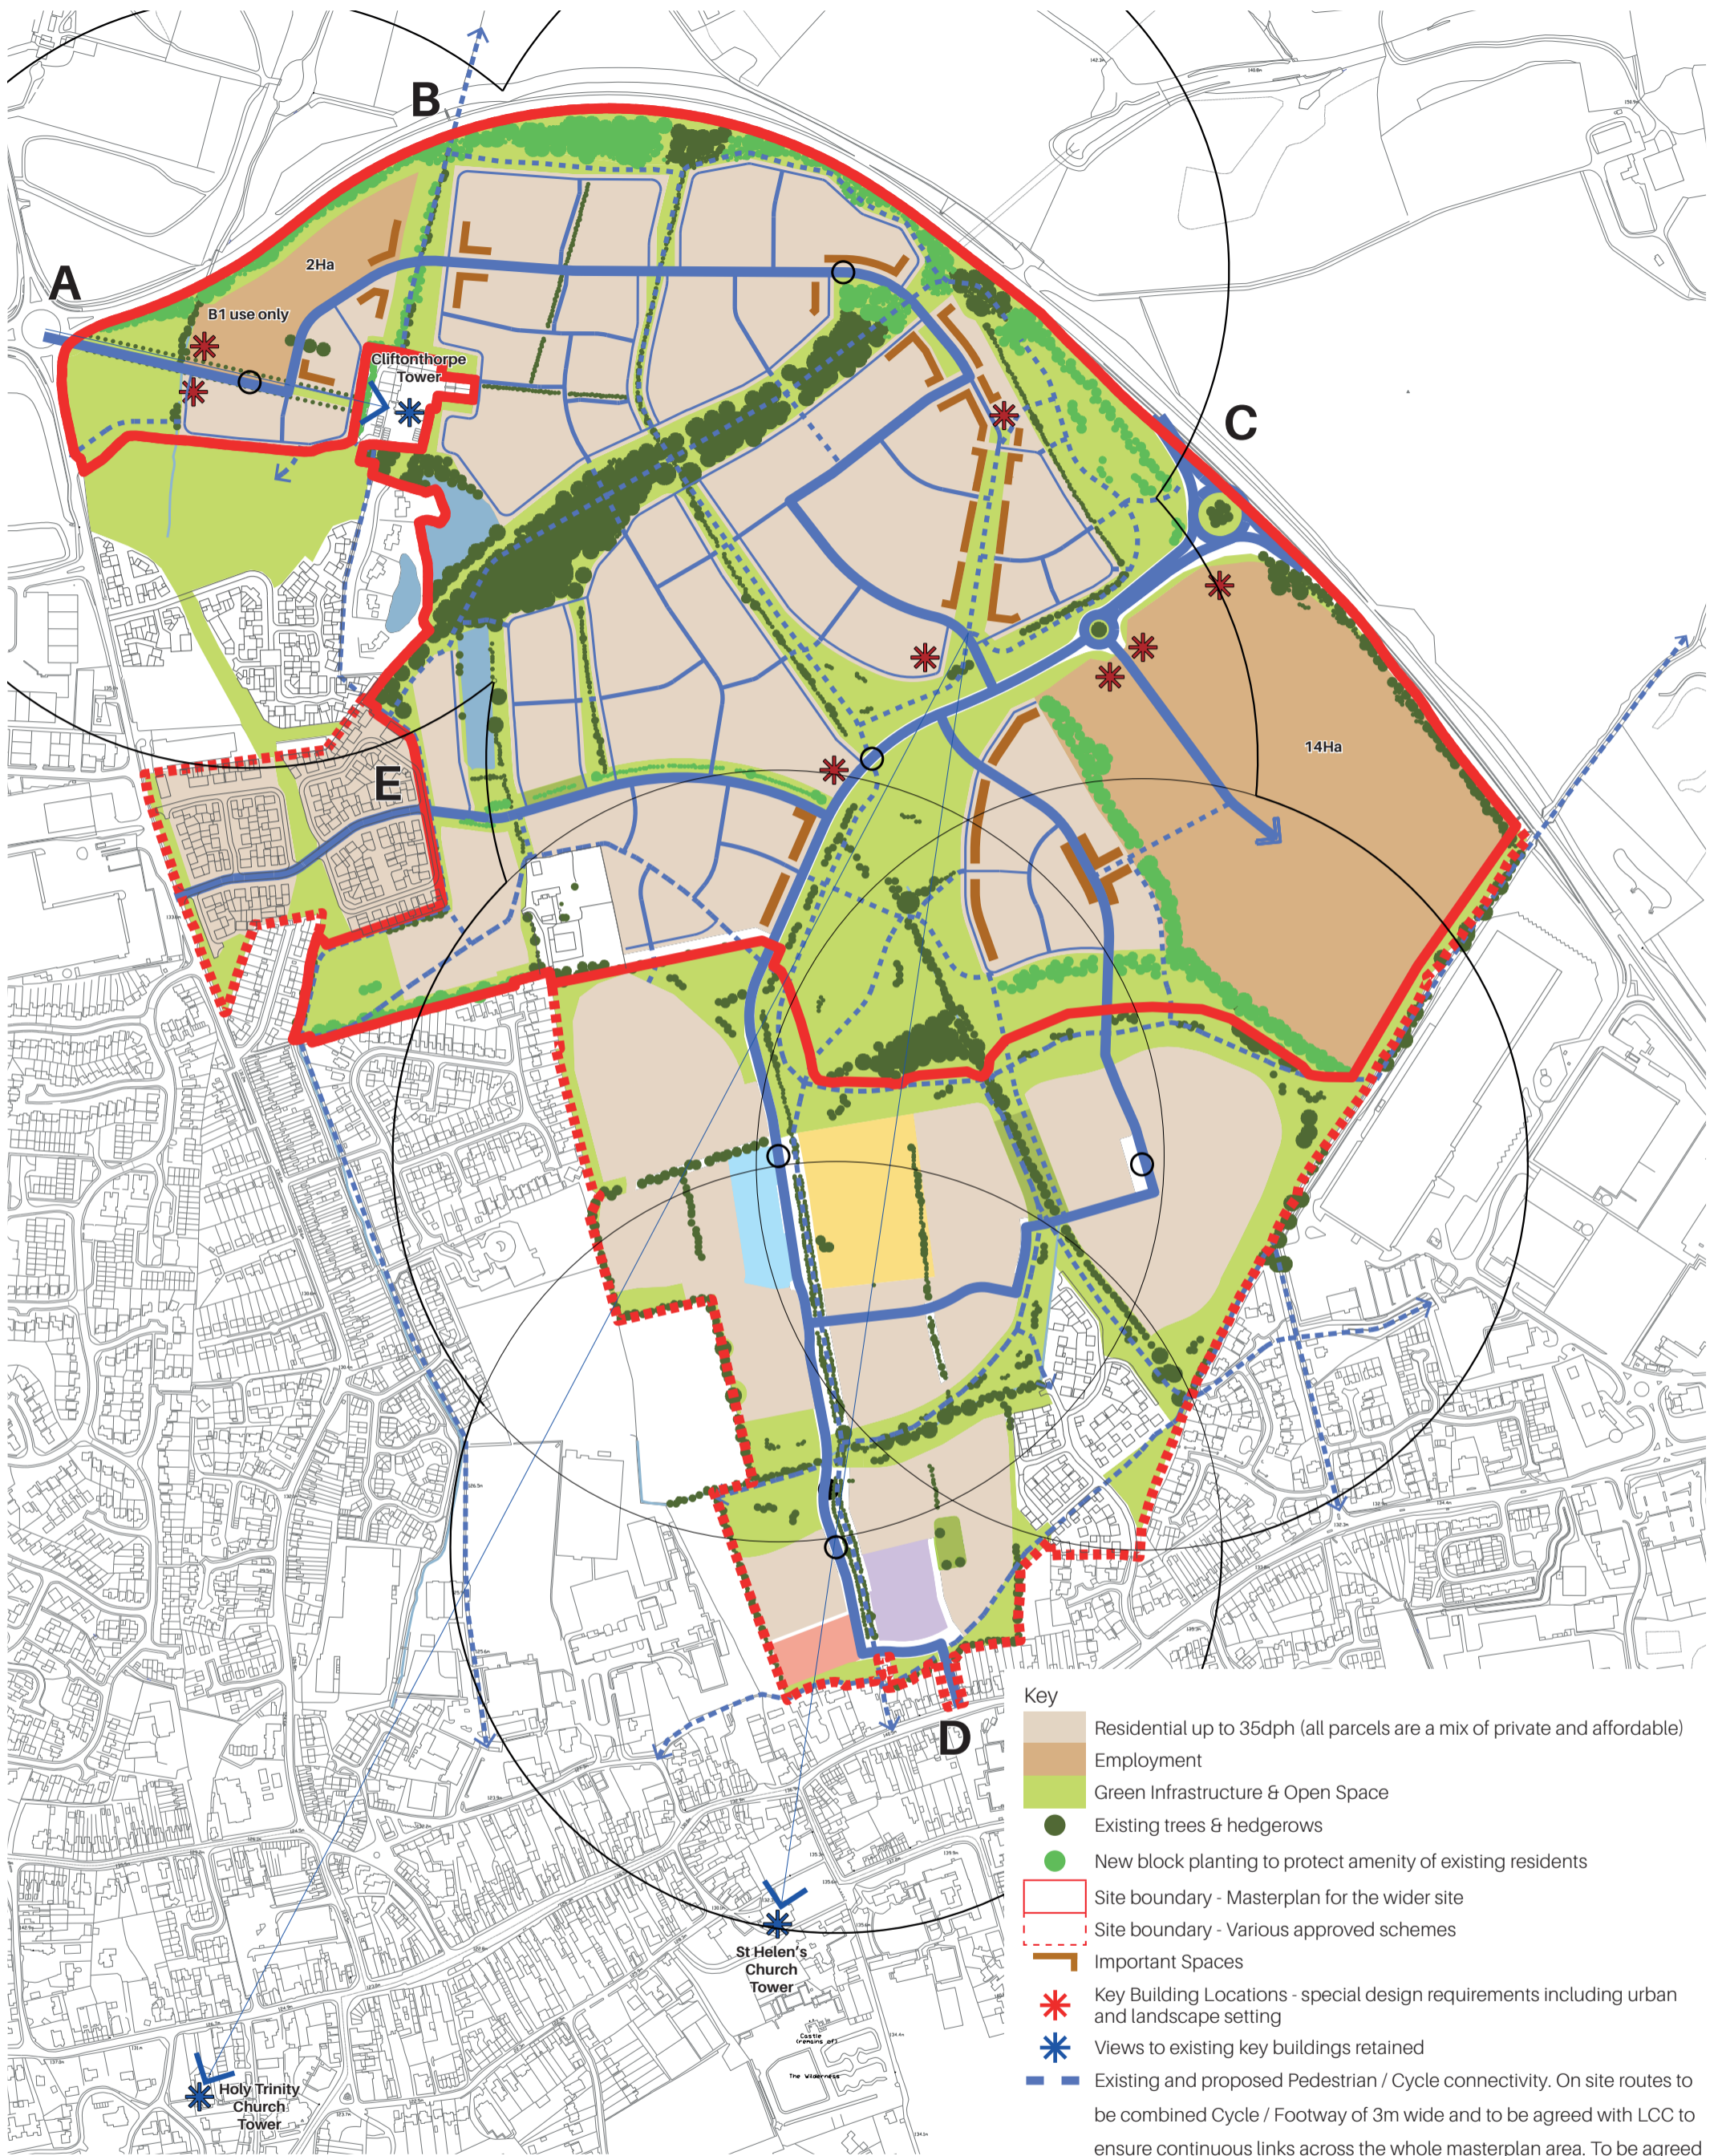 B
A
2Ha
B1 use only
Cliftonthorpe
Tower
C
14Ha
E
D
St Helen's
Church
Tower
Castle
(remains of)
The Wilderness
Holy Trinity
Church
Tower
Key
Residential up to 35dph (all parcels are a mix of private and affordable)
Employment
Green Infrastructure & Open Space
Existing trees & hedgerows
New block planting to protect amenity of existing residents
Site boundary - Masterplan for the wider site
Site boundary - Various approved schemes
Important Spaces
Key Building Locations - special design requirements including urban
and landscape setting
Views to existing key buildings retained
Existing and proposed Pedestrian / Cycle connectivity. On site routes to
be combined Cycle / Footway of 3m wide and to be agreed with LCC to
ensure continuous links across the whole masterplan area. To be agreed